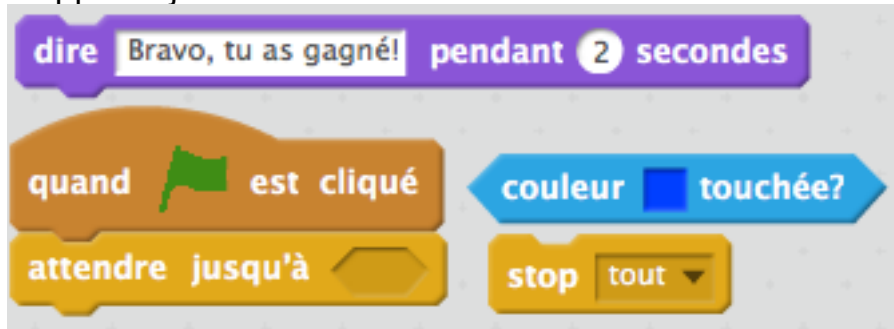 dire Bravo, tu as gagné! pendant 2 secondes
quand est cliqué
couleur touchée?
attendre jusqu'à
stop tout